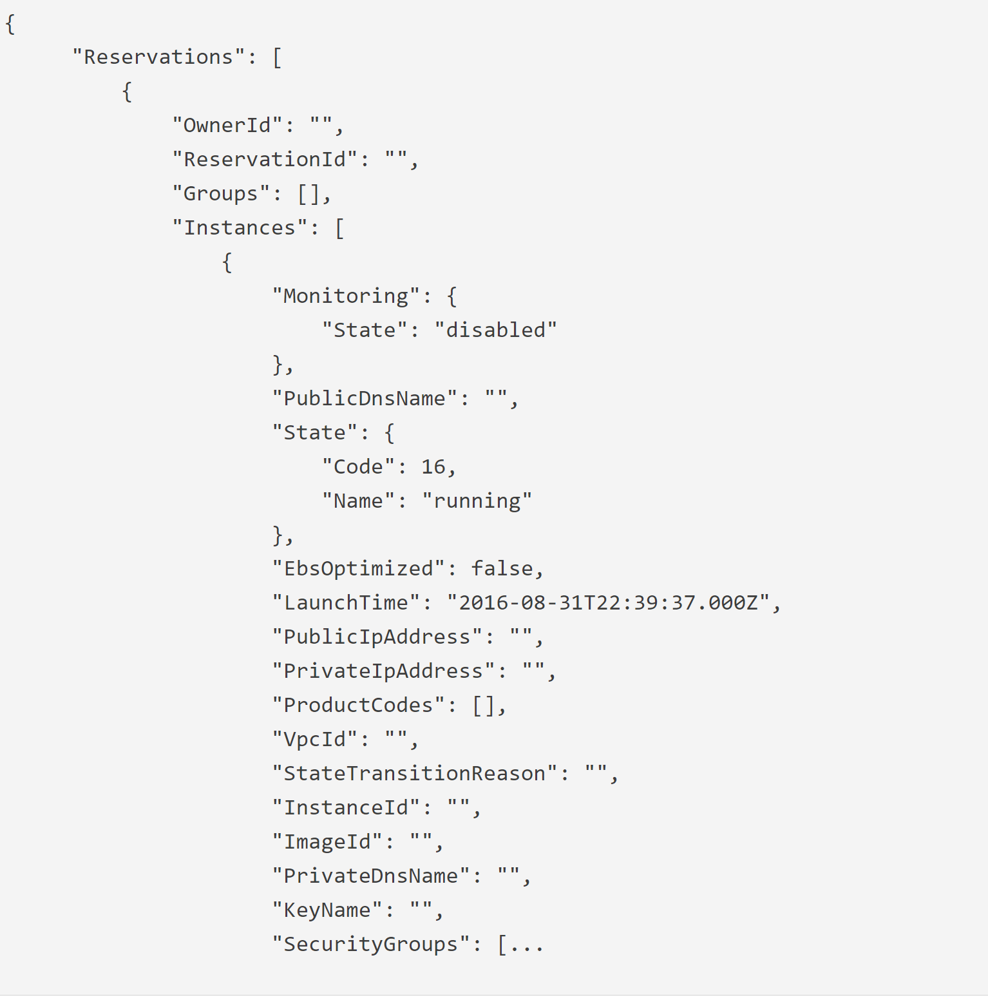 {
      "Reservations": [
          {
              "OwnerId": "",
              "ReservationId": "",
              "Groups": [],
              "Instances": [
                  {
                      "Monitoring": {
                          "State": "disabled"
                      },
                      "PublicDnsName": "",
                      "State": {
                          "Code": 16,
                          "Name": "running"
                      },
                      "EbsOptimized": false,
                      "LaunchTime": "2016-08-31T22:39:37.000Z",
                      "PublicIpAddress": "",
                      "PrivateIpAddress": "",
                      "ProductCodes": [],
                      "VpcId": "",
                      "StateTransitionReason": "",
                      "InstanceId": "",
                      "ImageId": "",
                      "PrivateDnsName": "",
                      "KeyName": "",
                      "SecurityGroups": [...